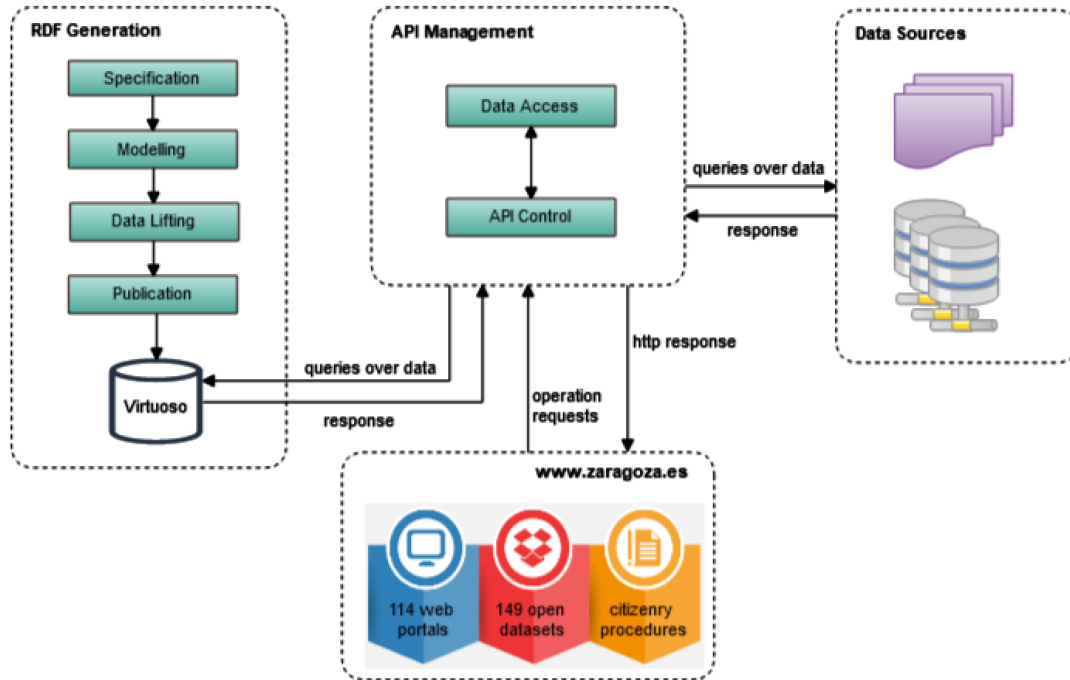 RDF Generation
Specification
Modelling
Data Lifting
Publication
Virtuoso
API Management
Data Access
API Control
Data Sources
queries over data
response
queries over data
response
operation
requests
http response
www.zaragoza.es
114 web
portals
149 open
datasets
citizenry
procedures